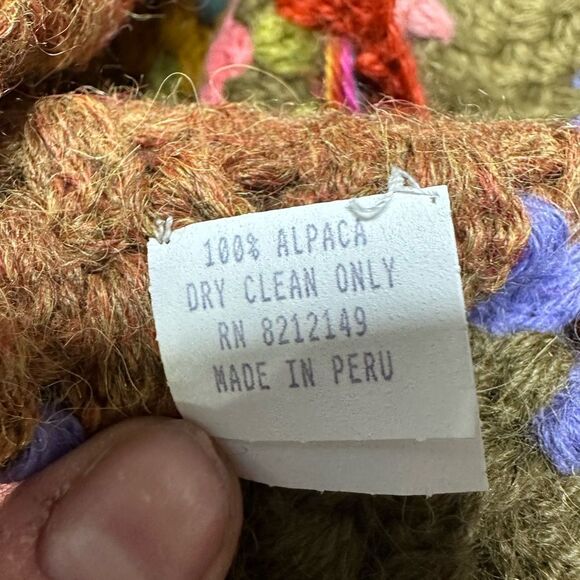 100% ALPACA
DRY CLEAN ONLY
RN 8212149
MADE IN PERU